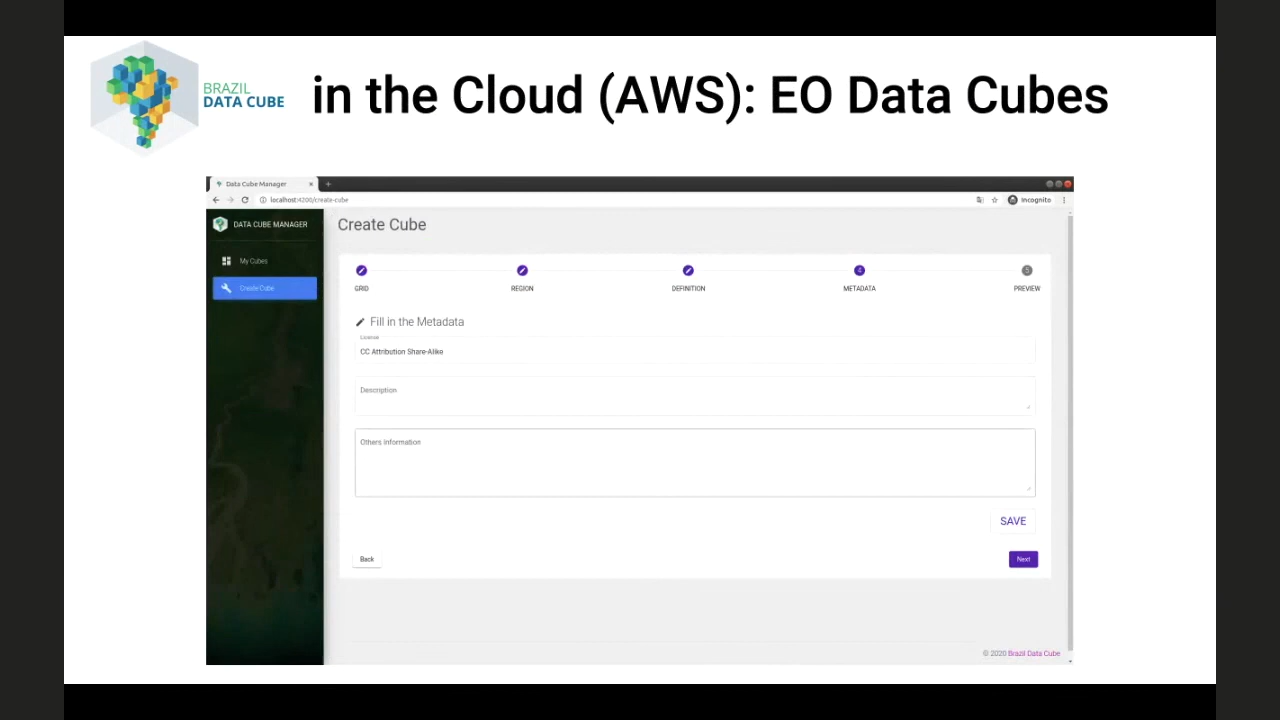 BRAZIL
DATA CUBE
in the Cloud (AWS): EO Data Cubes
Data Cube Manager
localhost:4200/create-cube
Incognito
DATA CUBE MANAGER
My Cubes
Create Cube
Create Cube
GRID
REGION
DEFINITION
4
METADATA
5
PREVIEW
Fill in the Metadata
License
CC Attribution Share-Alike
Description
Others information
SAVE
Back
Next
© 2020 Brazil Data Cube